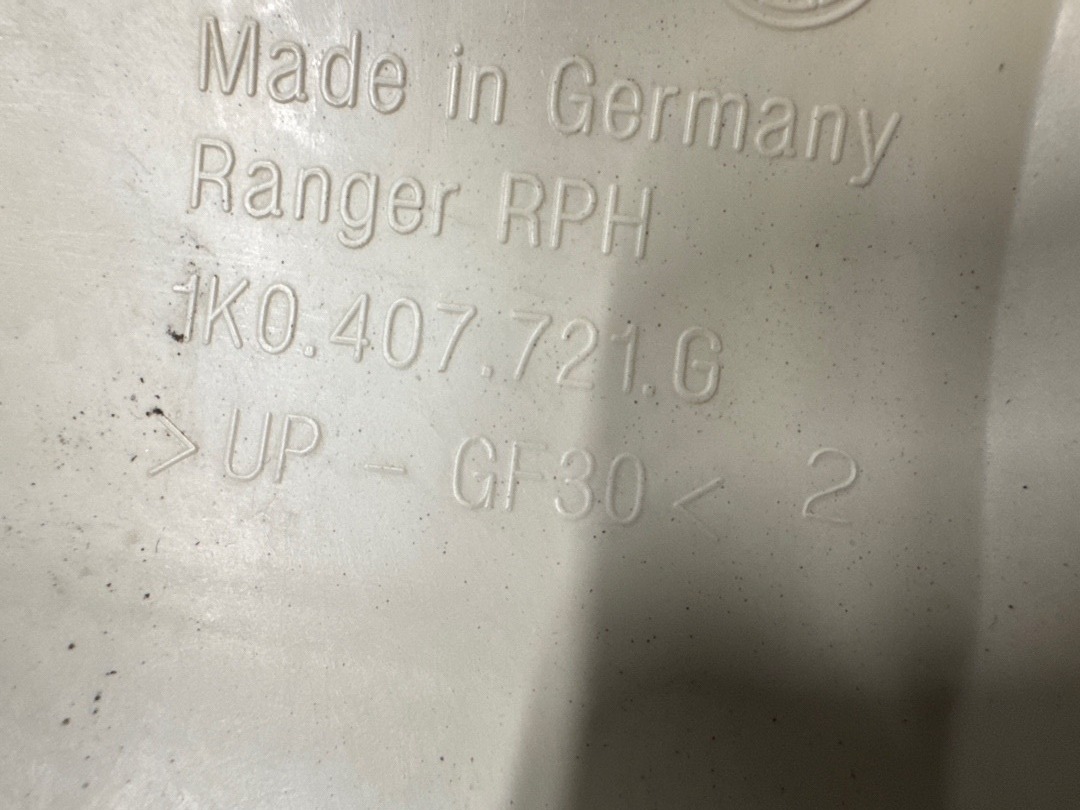 Made in Germany
Ranger RPH
1K0.407.721.G
>UP - GF30< 2